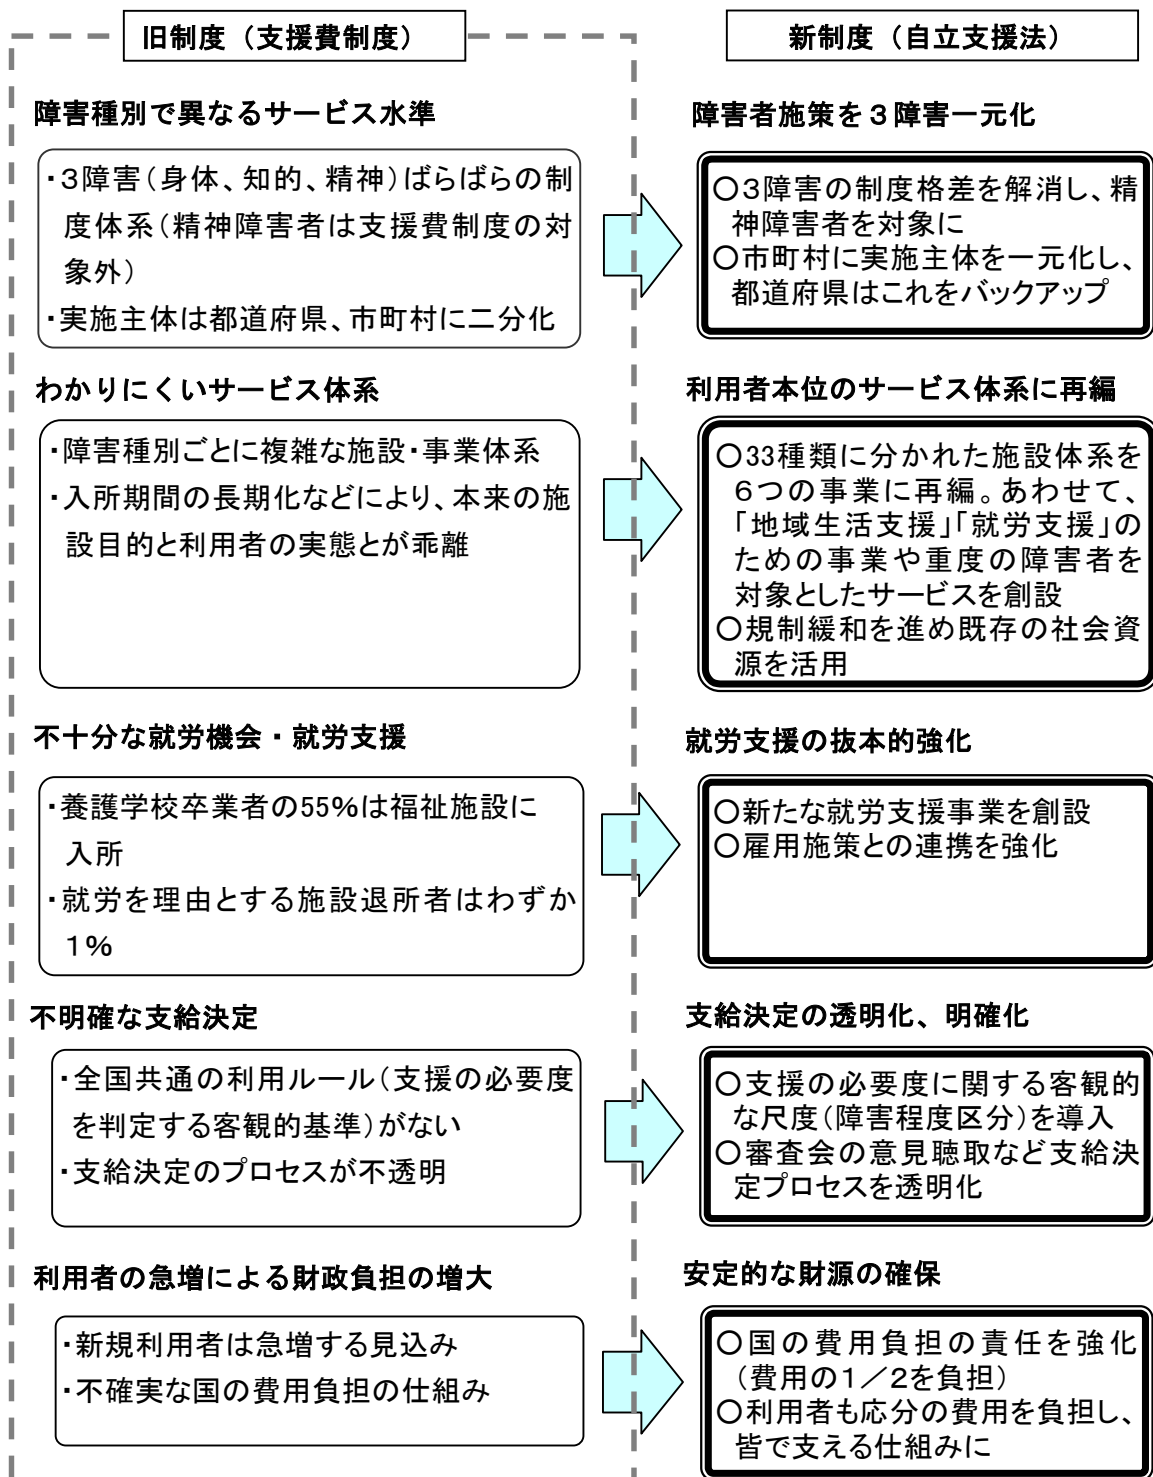 旧制度（支援費制度）
新制度（自立支援法）
障害種別で異なるサービス水準
・３障害（身体、知的、精神）ばらばらの制
度体系（精神障害者は支援費制度の対
象外）
・実施主体は都道府県、市町村に二分化
障害者施策を３障害一元化
○３障害の制度格差を解消し、精
神障害者を対象に
○市町村に実施主体を一元化し、
都道府県はこれをバックアップ
わかりにくいサービス体系
・障害種別ごとに複雑な施設・事業体系
・入所期間の長期化などにより、本来の施
設目的と利用者の実態とが乖離
利用者本位のサービス体系に再編
○33種類に分かれた施設体系を
６つの事業に再編。あわせて、
「地域生活支援」「就労支援」の
ための事業や重度の障害者を
対象としたサービスを創設
○規制緩和を進め既存の社会資
源を活用
不十分な就労機会・就労支援
・養護学校卒業者の55%は福祉施設に
入所
・就労を理由とする施設退所者はわずか
１%
就労支援の抜本的強化
○新たな就労支援事業を創設
○雇用施策との連携を強化
不明確な支給決定
・全国共通の利用ルール（支援の必要度
を判定する客観的基準）がない
・支給決定のプロセスが不透明
支給決定の透明化、明確化
○支援の必要度に関する客観的
な尺度（障害程度区分）を導入
○審査会の意見聴取など支給決
定プロセスを透明化
利用者の急増による財政負担の増大
・新規利用者は急増する見込み
・不確実な国の費用負担の仕組み
安定的な財源の確保
○国の費用負担の責任を強化
（費用の１／２を負担）
○利用者も応分の費用を負担し、
皆で支える仕組みに